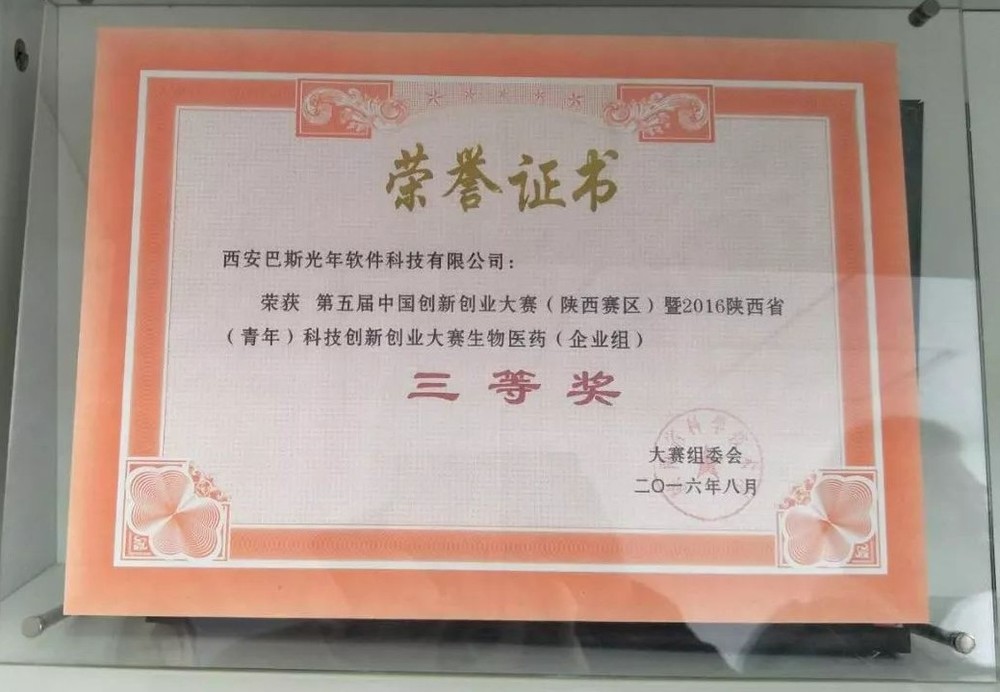 荣誉证书
西安巴斯光年软件科技有限公司：
荣获 第五届中国创新创业大赛（陕西赛区）暨2016陕西省
（青年）科技创新创业大赛生物医药（企业组）
三等奖
大赛组委会
二〇一六年八月